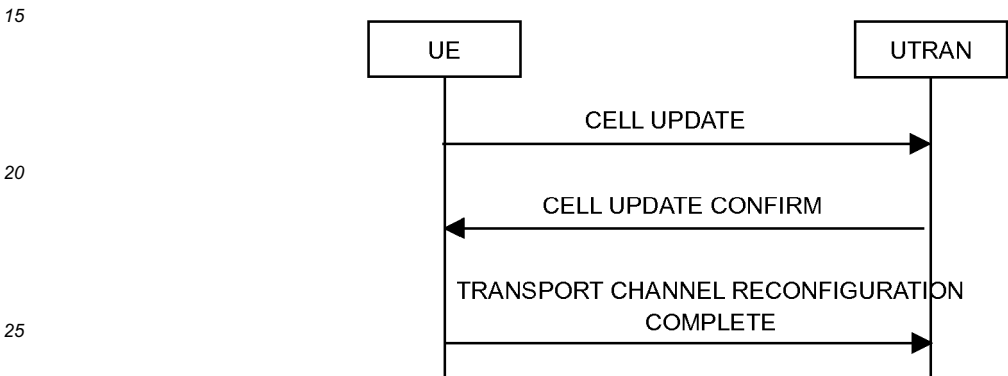 15
UE UTRAN
CELL UPDATE
20
CELL UPDATE CONFIRM
TRANSPORT CHANNEL RECONFIGURATION
COMPLETE
25